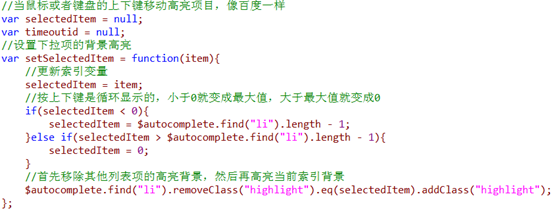 //当鼠标或者键盘的上下键移动高亮项目，像百度一样
var selectedItem = null;
var timeoutid = null;
//设置下拉项的背景高亮
var setSelectedItem = function(item){
    //更新索引变量
    selectedItem = item;
    //按上下键是循环显示的，小于0就变成最大值，大于最大值就变成0
    if(selectedItem < 0){
        selectedItem = $autocomplete.find("li").length - 1;
    }else if(selectedItem > $autocomplete.find("li").length - 1){
        selectedItem = 0;
    }
    //首先移除其他列表项的高亮背景，然后再高亮当前索引背景
    $autocomplete.find("li").removeClass("highlight").eq(selectedItem).addClass("highlight");
};